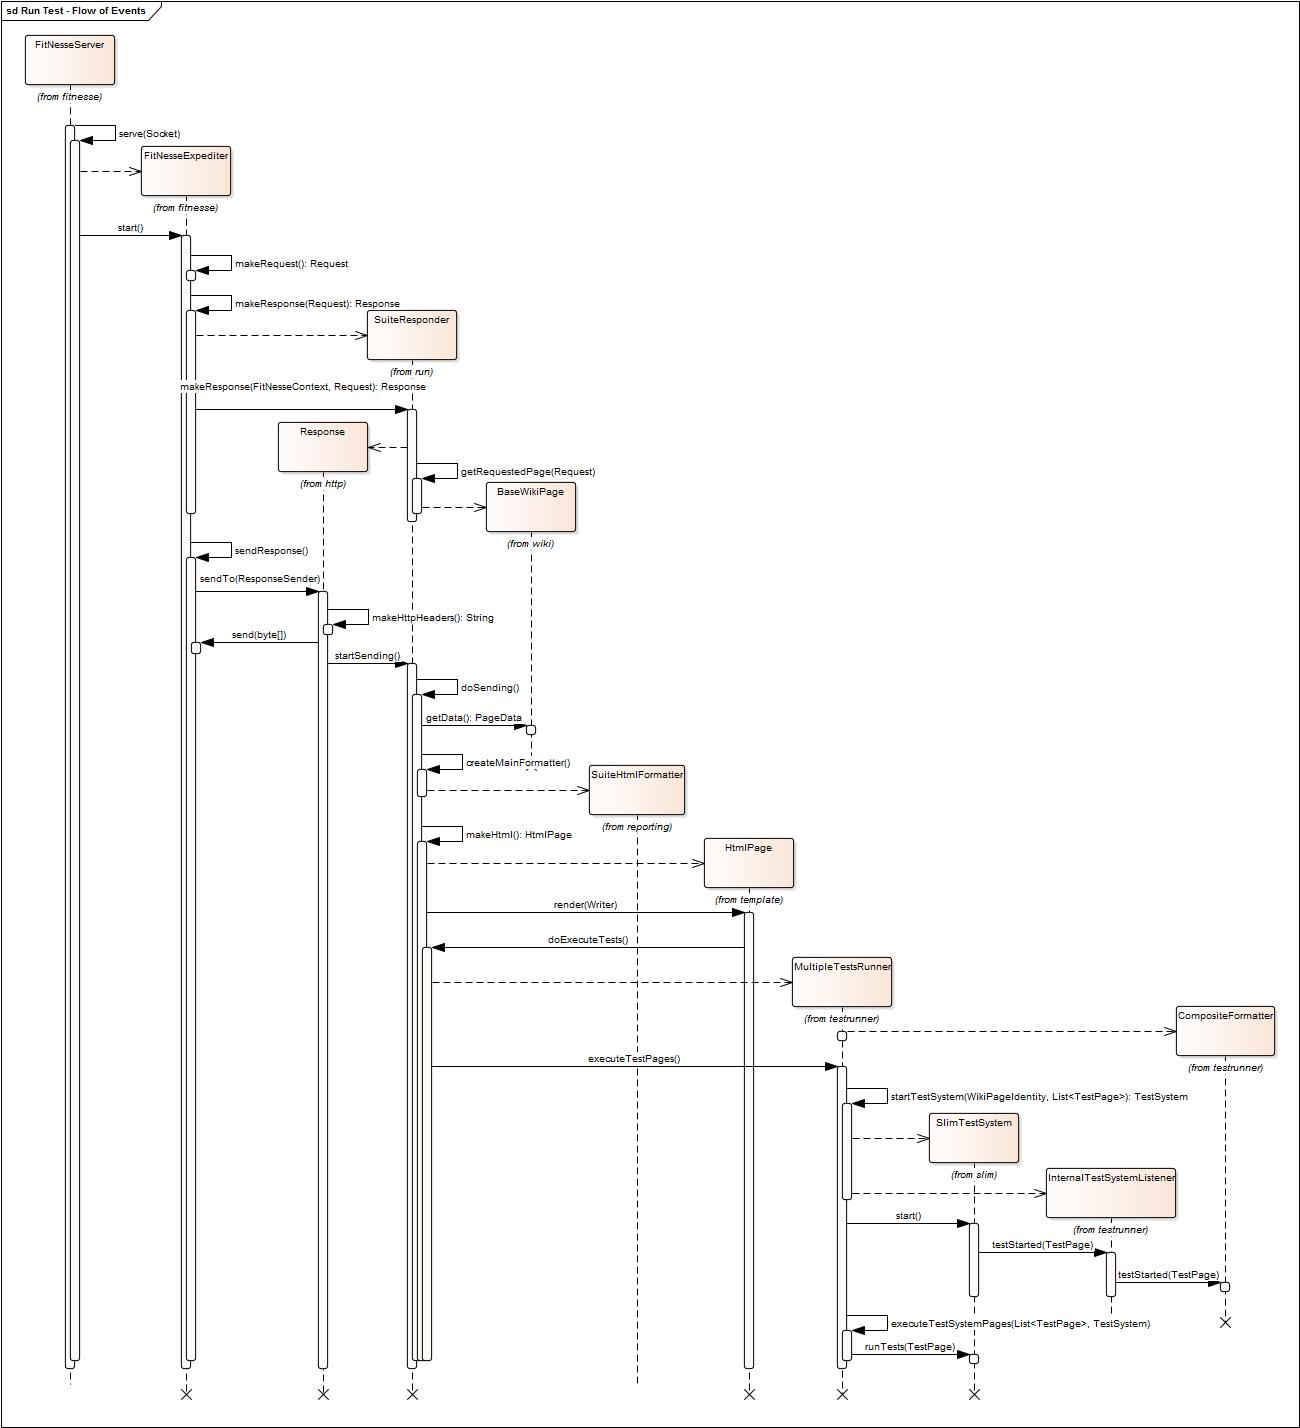 sd Run Test - Flow of Events
FitNesseServer
(from fitnesse)
serve(Socket)
FitNesseExpediter
(from fitnesse)
start()
makeRequest(): Request
makeResponse(Request): Response
SuiteResponder
(from run)
makeResponse(FitNesseContext, Request): Response
Response
(from http)
getRequestedPage(Request)
BaseWikiPage
(from wiki)
sendResponse()
sendTo(ResponseSender)
makeHttpHeaders(): String
send(byte[])
startSending()
doSending()
getData(): PageData
createMainFormatter()
SuiteHtmlFormatter
(from reporting)
makeHtml(): HtmlPage
HtmlPage
(from template)
render(Writer)
doExecuteTests()
MultipleTestsRunner
(from testrunner)
CompositeFormatter
(from testrunner)
executeTestPages()
startTestSystem(WikiPageIdentity, List<TestPage>): TestSystem
SlimTestSystem
(from slim)
InternalTestSystemListener
(from testrunner)
start()
testStarted(TestPage)
testStarted(TestPage)
executeTestSystemPages(List<TestPage>, TestSystem)
runTests(TestPage)